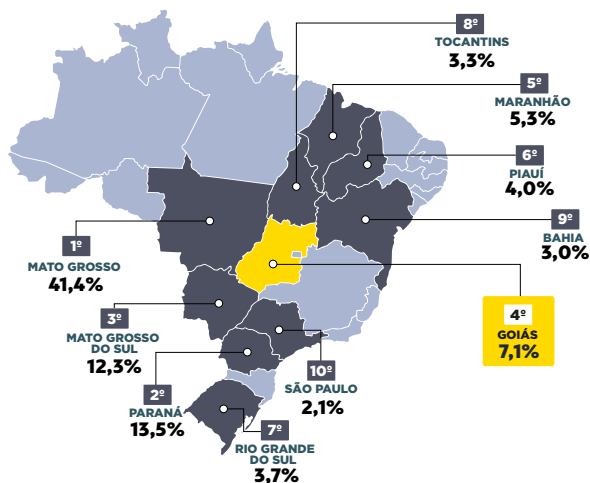 8º
TOCANTINS
3,3%
5º
MARANHÃO
5,3%
6º
PIAUÍ
4,0%
9º
BAHIA
3,0%
1º
MATO GROSSO
41,4%
4º
GOIÁS
7,1%
3º
MATO GROSSO
DO SUL
12,3%
10º
SÃO PAULO
2,1%
2º
PARANÁ
13,5%
7º
RIO GRANDE
DO SUL
3,7%